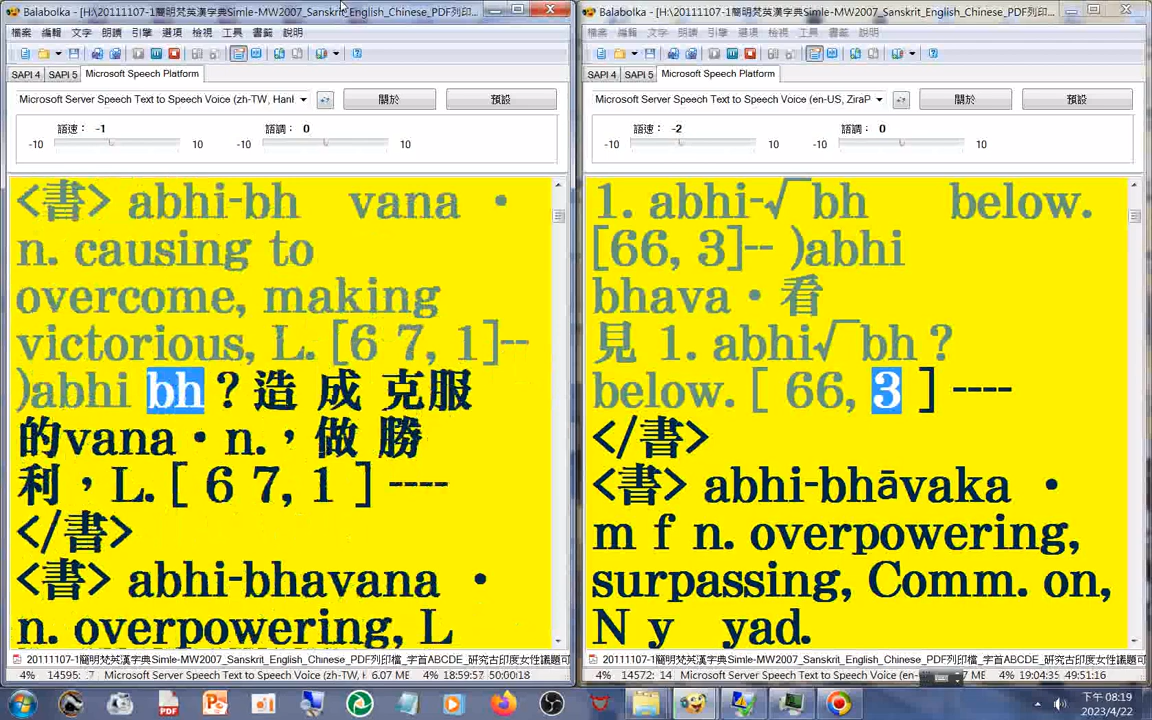 Balabolka - [H:\20111107-1簡明梵英漢字典Simle-MW2007_Sanskrit_English_Chinese_PDF列印...
檔案 編輯 文字 朗讀 引擎 選項 檢視 工具 書籤 說明
SAPI 4 SAPI 5 Microsoft Speech Platform
Microsoft Server Speech Text to Speech Voice (zh-TW, Hanl 關於 預設
語速： -1 語調： 0
-10 10 -10 10
<書> abhi-bh vana •
n. causing to
overcome, making
victorious, L. [6 7, 1]--
)abhi bh ? 造 成 克服
的vana • n.，做 勝
利，L. [ 6 7, 1 ] ----
</書>
<書> abhi-bhavana •
n. overpowering, L
20111107-1簡明梵英漢字典Simle-MW2007_Sanskrit_English_Chinese_PDF列印檔_字首ABCDE_研究古印度女性議題可
4% 14595: :7 Microsoft Server Speech Text to Speech Voice (zh-TW, H 6.07 ME 4% 18:59:57 50:00:18
Balabolka - [H:\20111107-1簡明梵英漢字典Simle-MW2007_Sanskrit_English_Chinese_PDF列印...
檔案 編輯 文字 朗讀 引擎 選項 檢視 工具 書籤 說明
SAPI 4 SAPI 5 Microsoft Speech Platform
Microsoft Server Speech Text to Speech Voice (en-US, ZiraP 關於 預設
語速： -2 語調： 0
-10 10 -10 10
1. abhi-√ bh below.
[66, 3]-- )abhi
bhava • 看
見 1. abhi√ bh ?
below. [ 66, 3 ] ----
</書>
<書> abhi-bhāvaka •
m f n. overpowering,
surpassing, Comm. on,
N y yad.
20111107-1簡明梵英漢字典Simle-MW2007_Sanskrit_English_Chinese_PDF列印檔_字首ABCDE_研究古印度女性議題可
4% 14572: 14 Microsoft Server Speech Text to Speech Voice (en-US, 4% 19:04:35 49:51:16
PDF
下午 08:19
2023/4/22